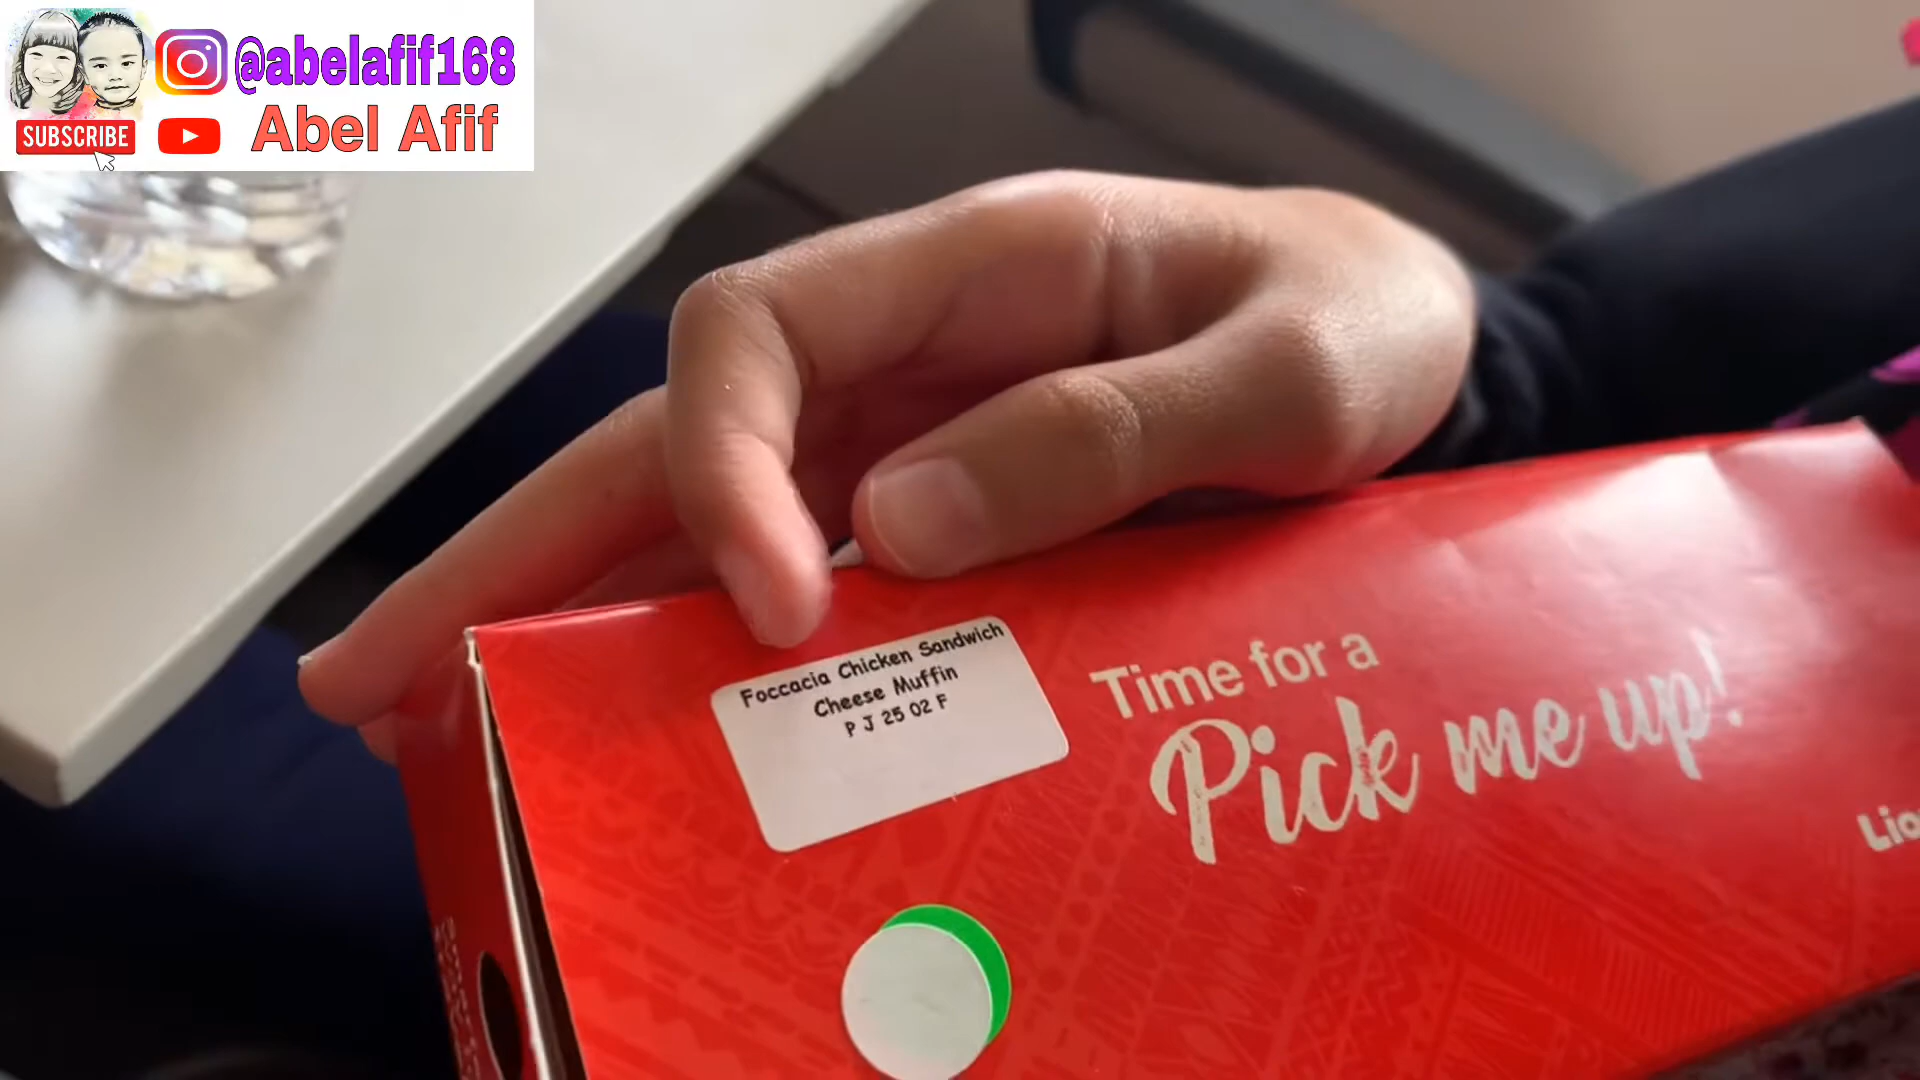 @abelafif168
SUBSCRIBE
Abel Afif
Foccacia Chicken Sandwich
Cheese Muffin
P J 25 02 F
Time for a
Pick me up!